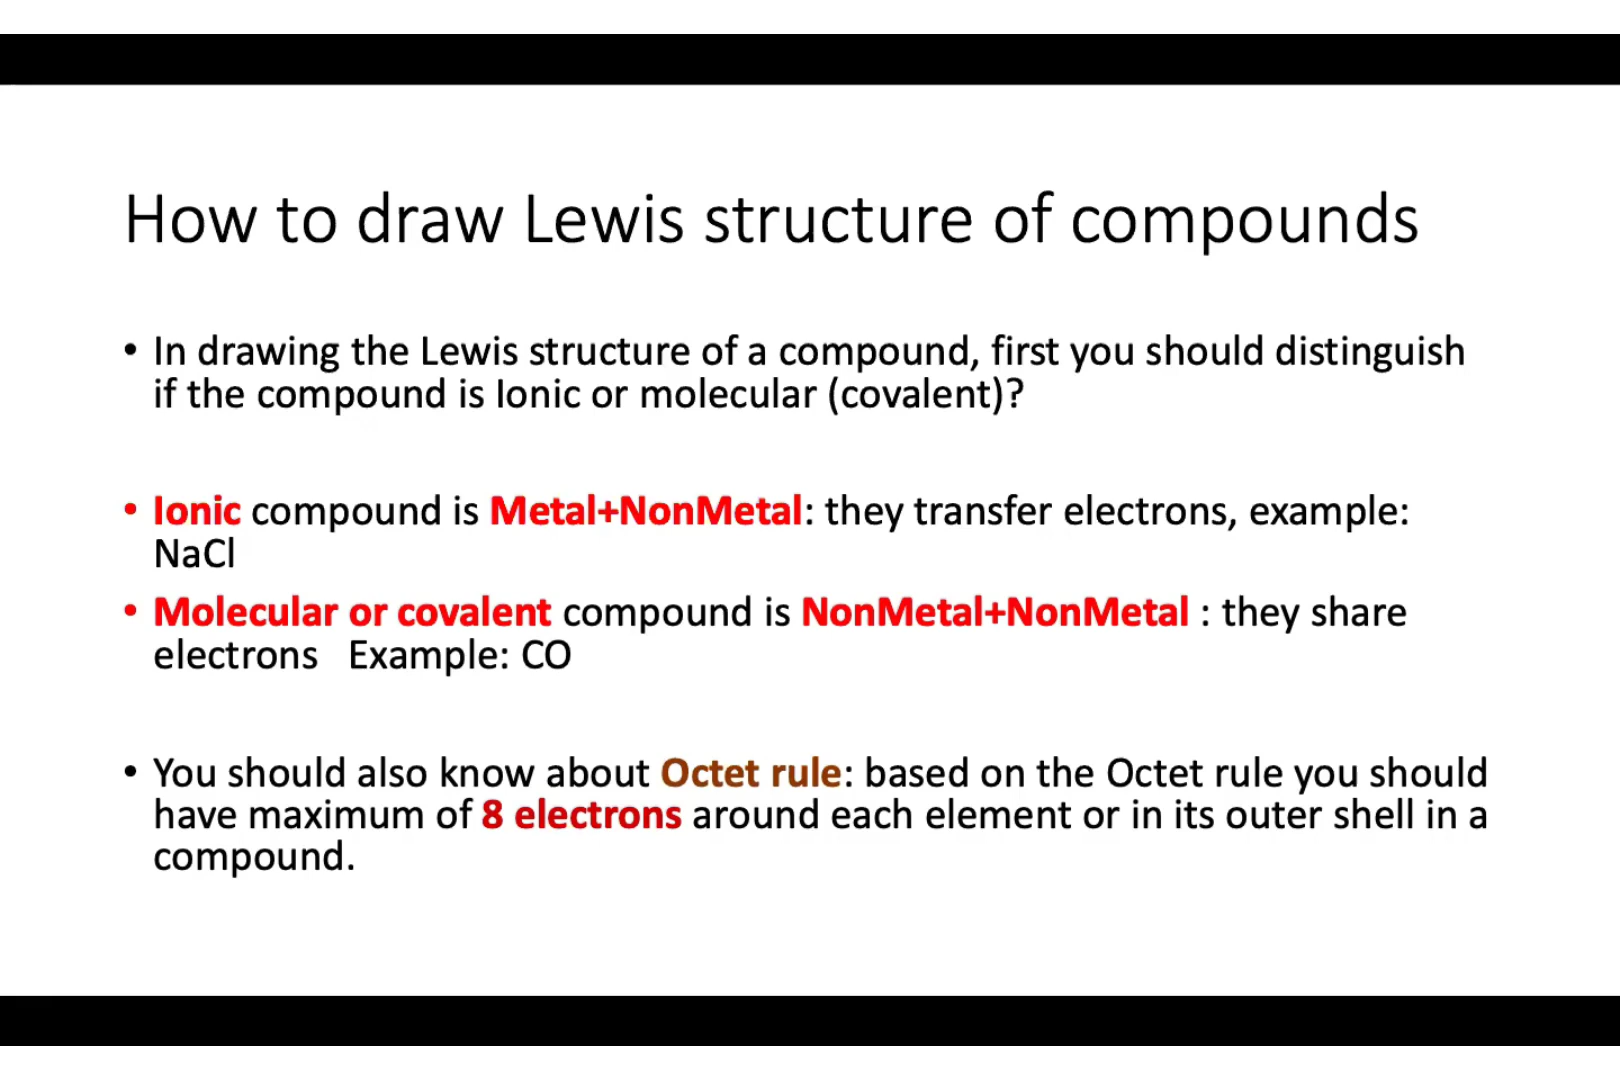 How to draw Lewis structure of compounds
• In drawing the Lewis structure of a compound, first you should distinguish
if the compound is Ionic or molecular (covalent)?
• Ionic compound is Metal+NonMetal: they transfer electrons, example:
NaCl
• Molecular or covalent compound is NonMetal+NonMetal : they share
electrons   Example: CO
• You should also know about Octet rule: based on the Octet rule you should
have maximum of 8 electrons around each element or in its outer shell in a
compound.